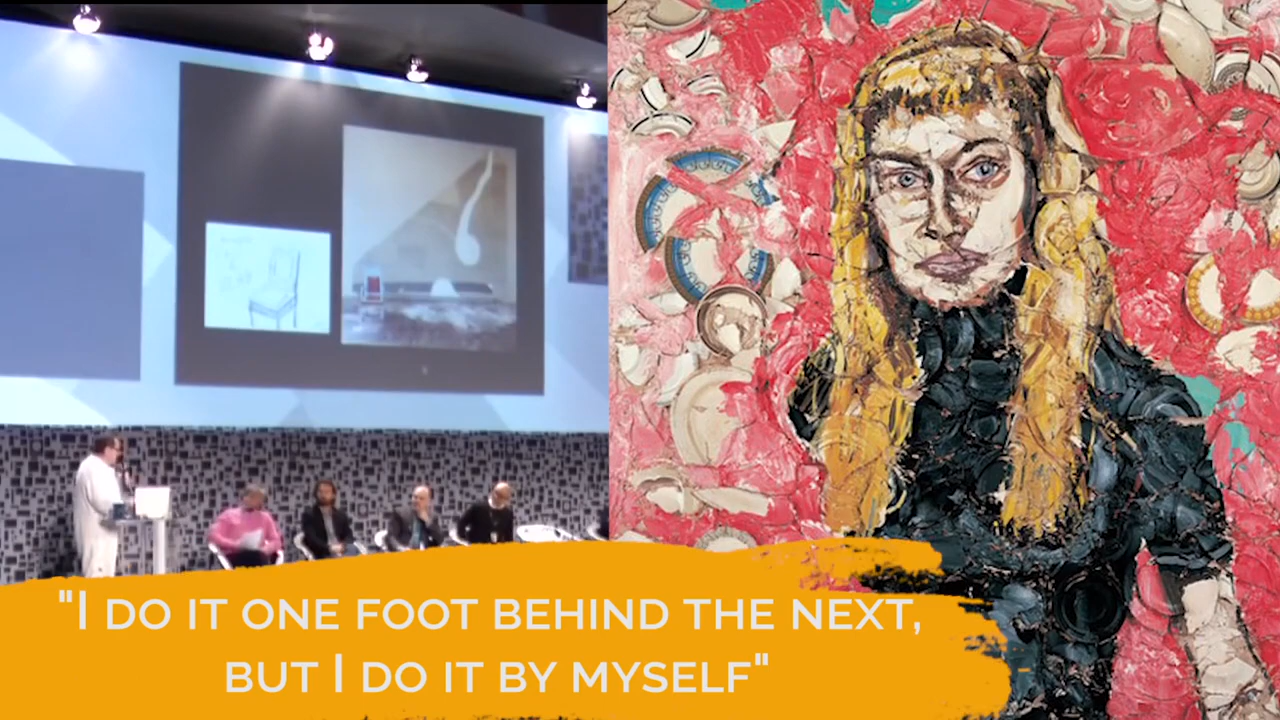 "I DO IT ONE FOOT BEHIND THE NEXT,
BUT I DO IT BY MYSELF"